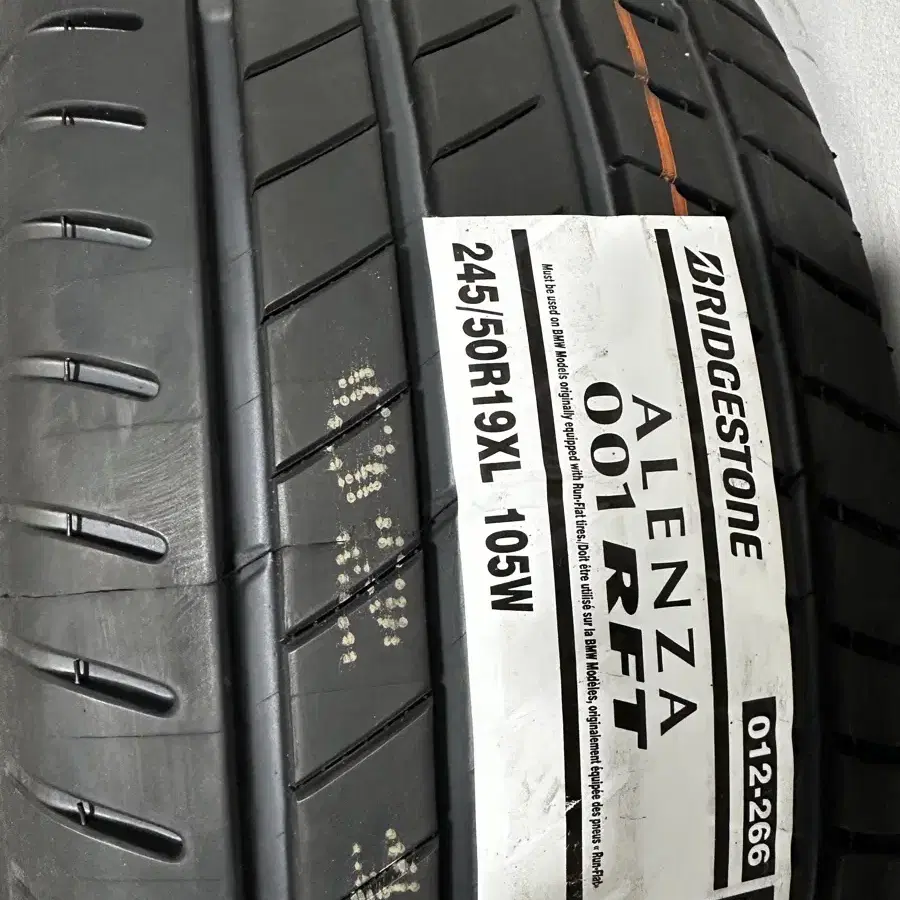 BRIDGESTONE
ALENZA
001 RFT
012-266
Must be used on BMW Models originally equipped with Run-Flat tires./Doit être utilisé sur la BMW Modèles, originalement équipée des pneus « Run-Flat»
245/50R19XL 105W